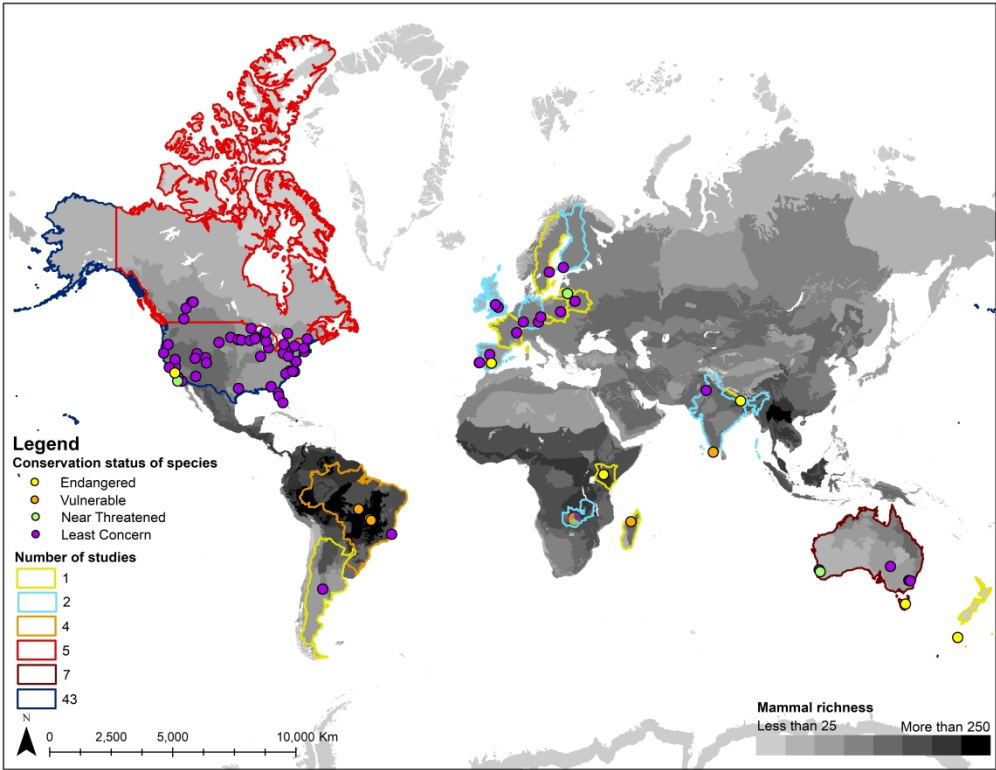 Legend
Conservation status of species
Endangered
Vulnerable
Near Threatened
Least Concern
Number of studies
1
2
4
5
7
43
N
0 2,500 5,000 10,000 Km
Mammal richness
Less than 25 More than 250